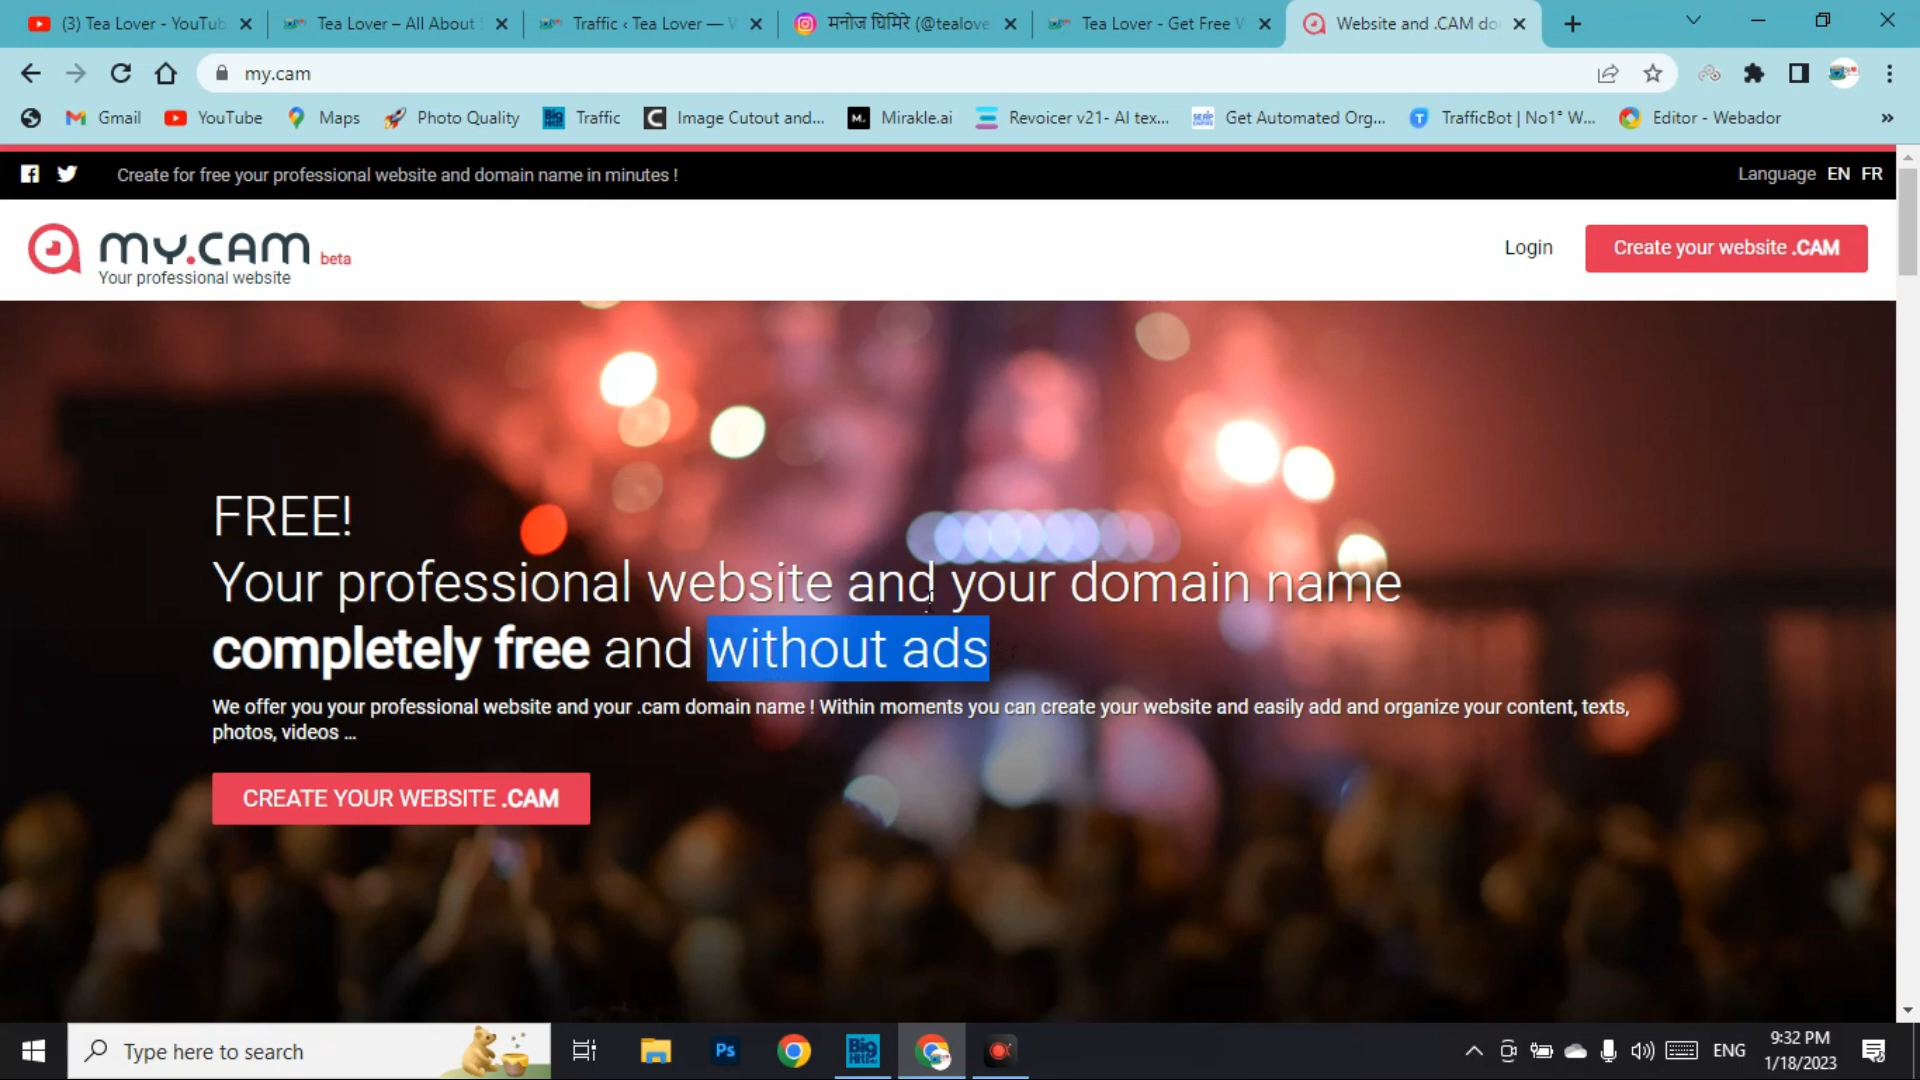 (3) Tea Lover - YouTub
Tea Lover – All About S
Traffic ‹ Tea Lover — W
मनोज घिमिरे (@tealove
Tea Lover - Get Free W
Website and .CAM do
my.cam
Gmail
YouTube
Maps
Photo Quality
Traffic
Image Cutout and...
Mirakle.ai
Revoicer v21- AI tex...
Get Automated Org...
TrafficBot | No1° W...
Editor - Webador
»
Create for free your professional website and domain name in minutes !
Language EN FR
my.cam beta
Your professional website
Login
Create your website .CAM
FREE!
Your professional website and your domain name
completely free and without ads
We offer you your professional website and your .cam domain name ! Within moments you can create your website and easily add and organize your content, texts,
photos, videos ...
CREATE YOUR WEBSITE .CAM
Type here to search
Ps
ENG
9:32 PM
1/18/2023